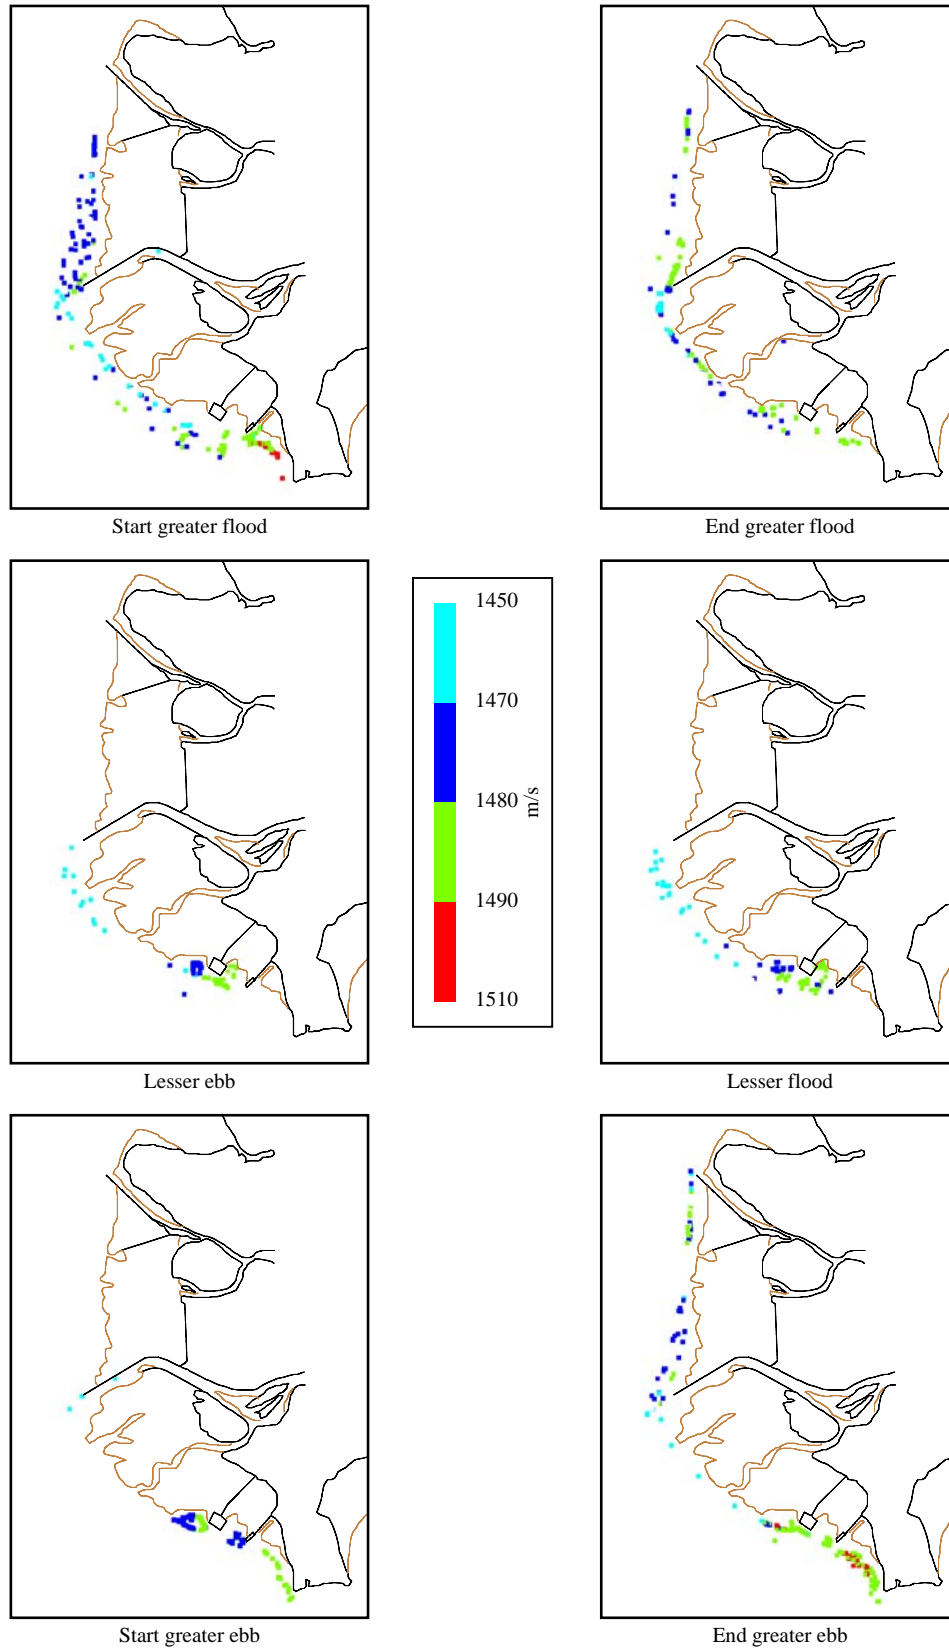 Start greater flood
End greater flood
1450
1470
1480
1490
1510
m/s
Lesser ebb
Lesser flood
Start greater ebb
End greater ebb